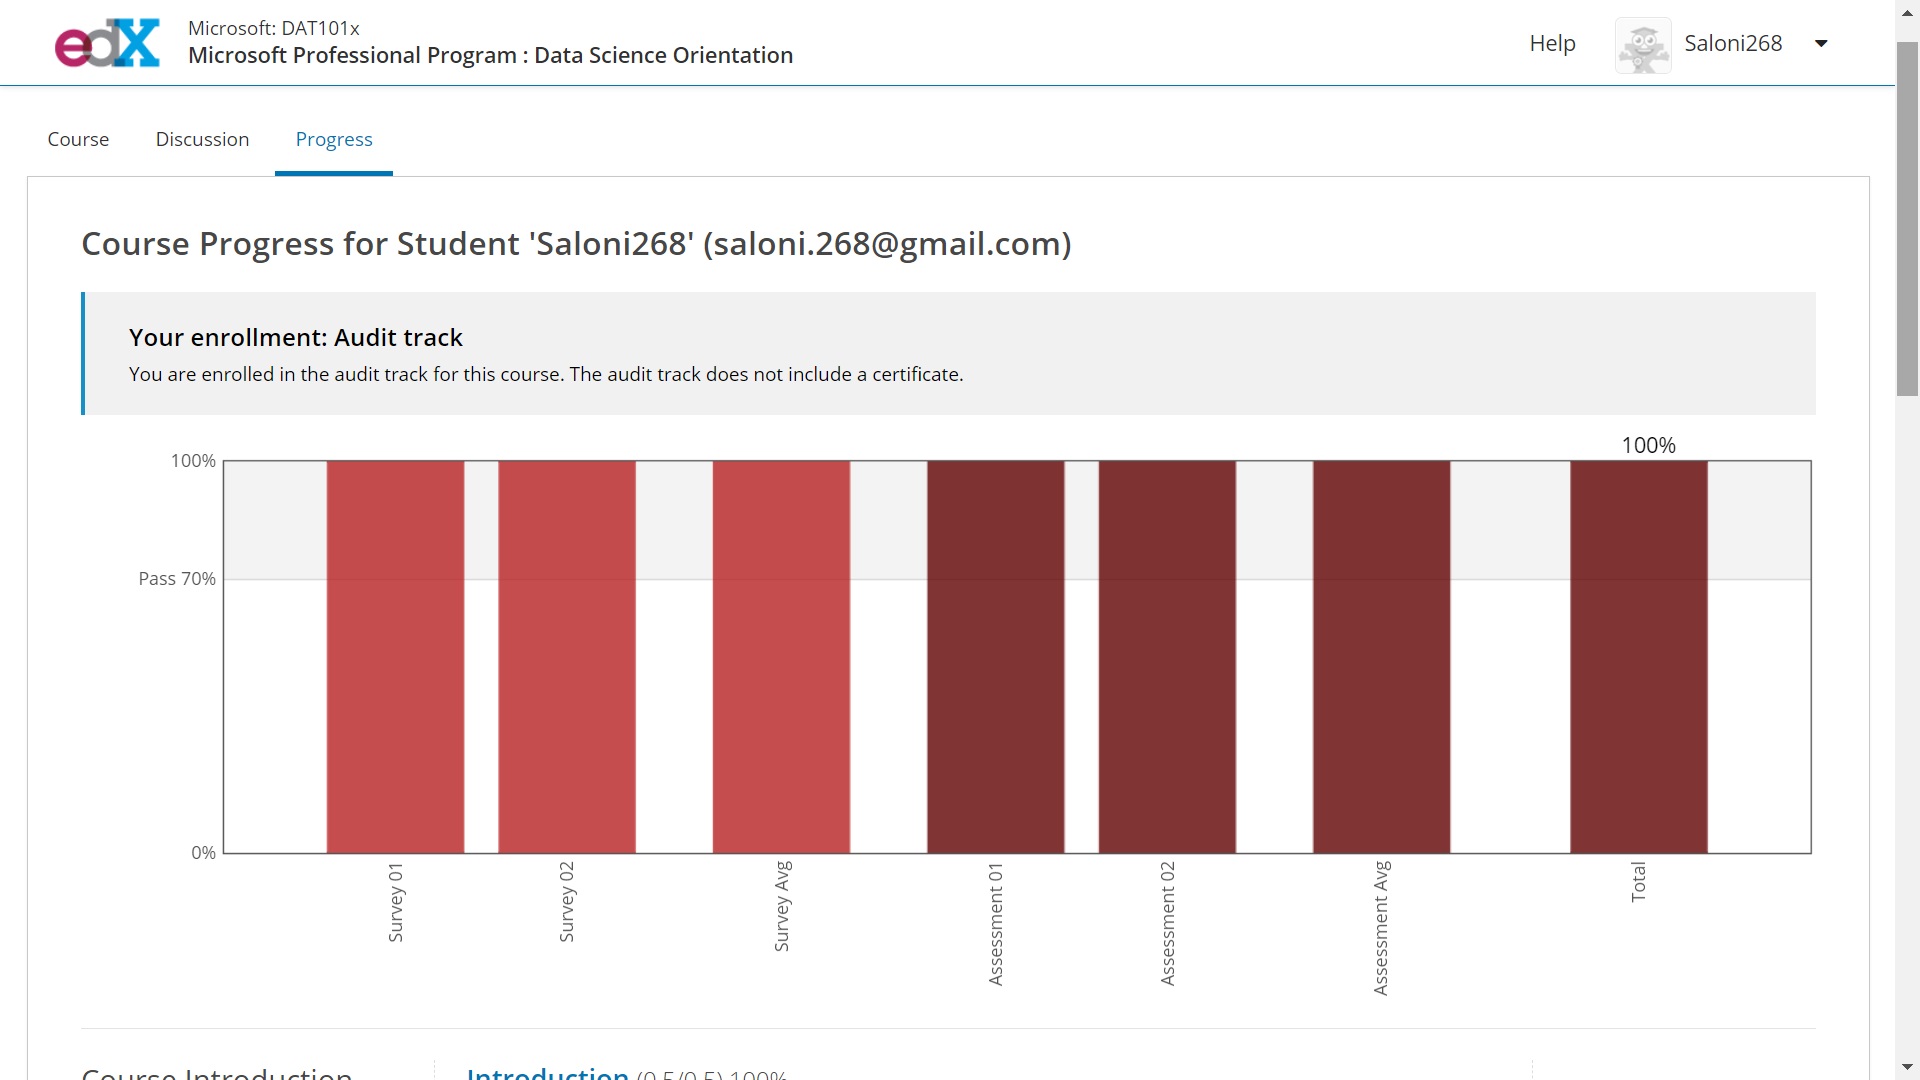 edX
Microsoft: DAT101x
Microsoft Professional Program : Data Science Orientation
Help
Saloni268
Course
Discussion
Progress
Course Progress for Student 'Saloni268' (saloni.268@gmail.com)
Your enrollment: Audit track
You are enrolled in the audit track for this course. The audit track does not include a certificate.
100%
100%
Pass 70%
0%
Survey 01
Survey 02
Survey Avg
Assessment 01
Assessment 02
Assessment Avg
Total
Course Introduction
Introduction (0.5/0.5) 100%